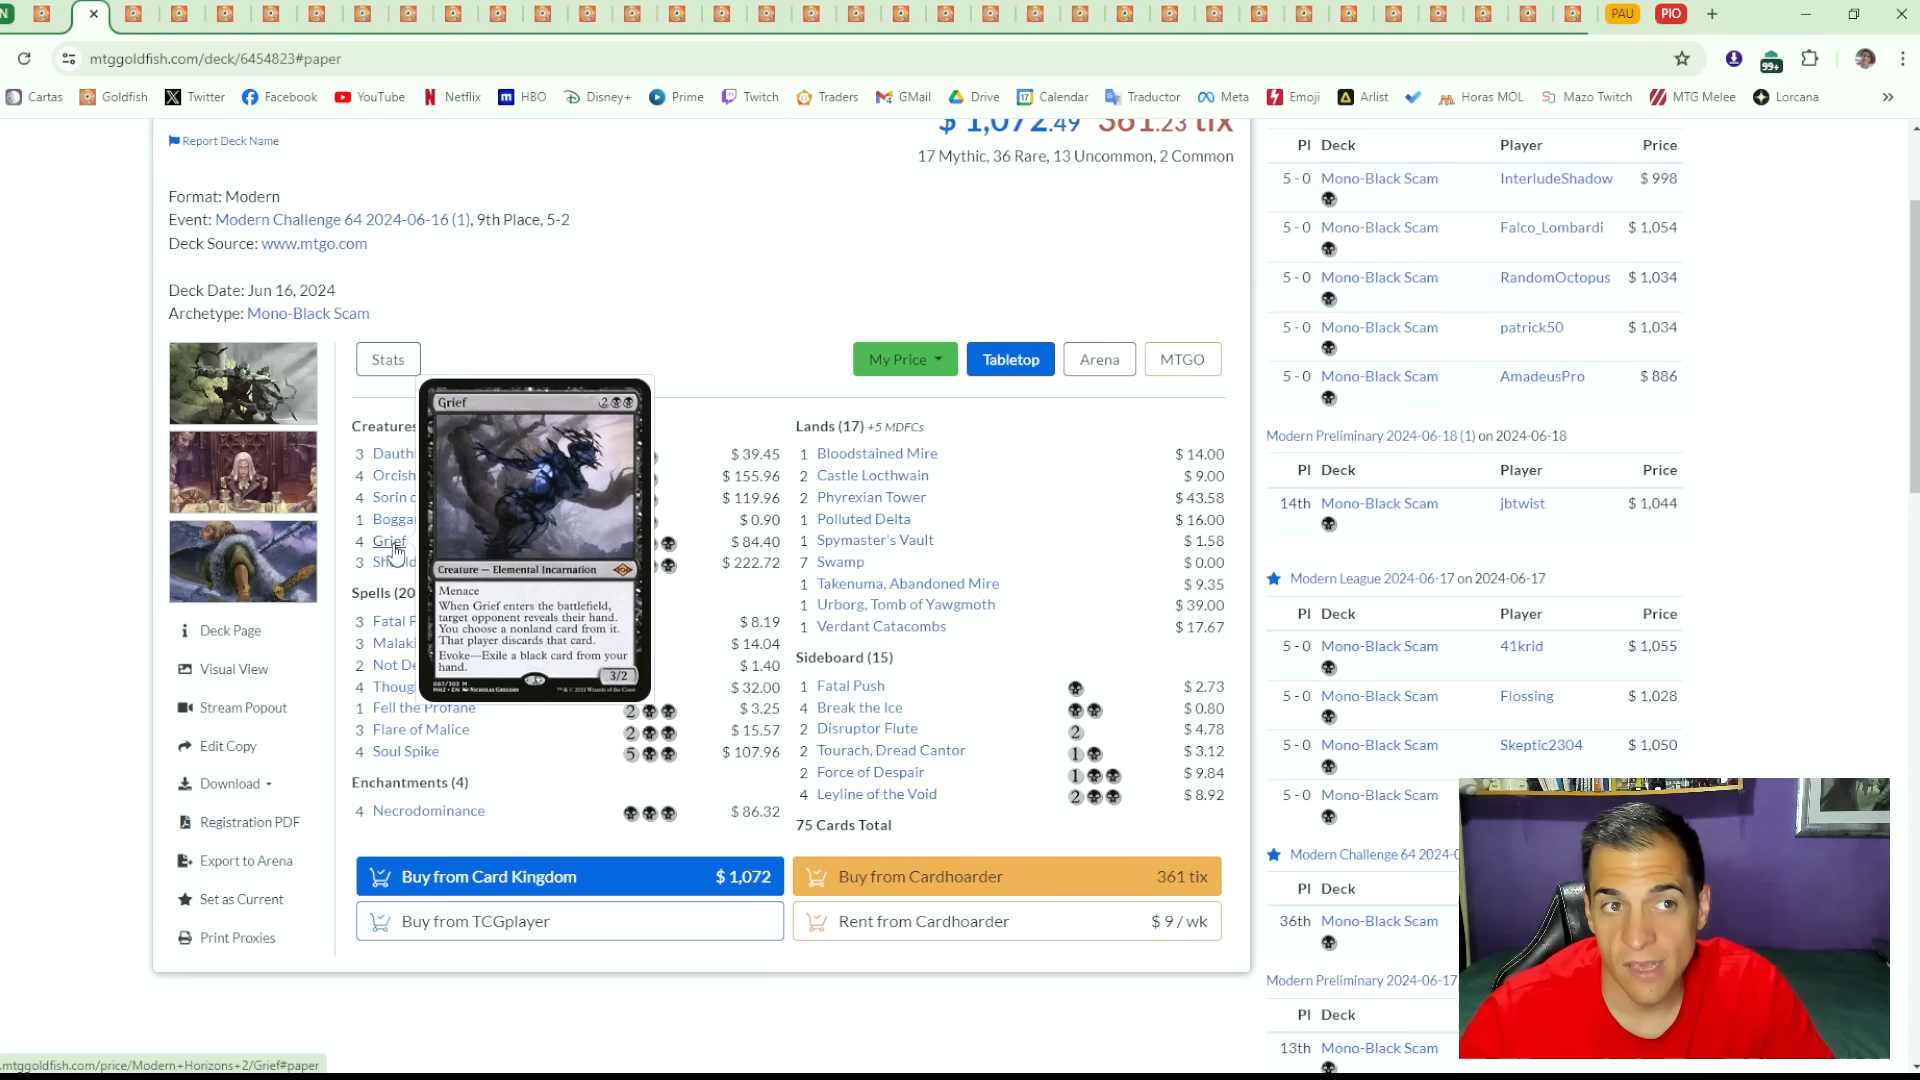 PAU
PIO
mtggoldfish.com/deck/6454823#paper
99+
Cartas Goldfish Twitter Facebook YouTube Netflix HBO Disney+ Prime Twitch Traders GMail Drive Calendar Traductor Meta Emoji Arlist Horas MOL Mazo Twitch MTG Melee Lorcana
Report Deck Name
$ 1,072.49 361.23 tix
17 Mythic, 36 Rare, 13 Uncommon, 2 Common
Format: Modern
Event: Modern Challenge 64 2024-06-16 (1), 9th Place, 5-2
Deck Source: www.mtgo.com
Deck Date: Jun 16, 2024
Archetype: Mono-Black Scam
Stats
My Price
Tabletop
Arena
MTGO
Creatures
3 Dauth $ 39.45
4 Orcish $ 155.96
4 Sorin $ 119.96
1 Bogga $ 0.90
4 Grief $ 84.40
3 $ 222.72
Spells (20
3 Fatal P $ 8.19
3 Malaki $ 14.04
2 Not De $ 1.40
4 Thoug $ 32.00
1 Fell the Profane 2 $ 3.25
3 Flare of Malice 2 $ 15.57
4 Soul Spike 5 $ 107.96
Enchantments (4)
4 Necrodominance $ 86.32
Grief 2
Creature — Elemental Incarnation
Menace
When Grief enters the battlefield,
target opponent reveals their hand.
You choose a nonland card from it.
That player discards that card.
Evoke—Exile a black card from your
hand.
3/2
Lands (17) +5 MDFCs
1 Bloodstained Mire $ 14.00
2 Castle Locthwain $ 9.00
2 Phyrexian Tower $ 43.58
1 Polluted Delta $ 16.00
1 Spymaster's Vault $ 1.58
7 Swamp $ 0.00
1 Takenuma, Abandoned Mire $ 9.35
1 Urborg, Tomb of Yawgmoth $ 39.00
1 Verdant Catacombs $ 17.67
Sideboard (15)
1 Fatal Push $ 2.73
4 Break the Ice $ 0.80
2 Disruptor Flute 2 $ 4.78
2 Tourach, Dread Cantor 1 $ 3.12
2 Force of Despair 1 $ 9.84
4 Leyline of the Void 2 $ 8.92
75 Cards Total
Deck Page
Visual View
Stream Popout
Edit Copy
Download
Registration PDF
Export to Arena
Set as Current
Print Proxies
Buy from Card Kingdom $ 1,072
Buy from Cardhoarder 361 tix
Buy from TCGplayer
Rent from Cardhoarder $ 9 / wk
Pl Deck Player Price
5 - 0 Mono-Black Scam InterludeShadow $ 998
5 - 0 Mono-Black Scam Falco_Lombardi $ 1,054
5 - 0 Mono-Black Scam RandomOctopus $ 1,034
5 - 0 Mono-Black Scam patrick50 $ 1,034
5 - 0 Mono-Black Scam AmadeusPro $ 886
Modern Preliminary 2024-06-18 (1) on 2024-06-18
Pl Deck Player Price
14th Mono-Black Scam jbtwist $ 1,044
Modern League 2024-06-17 on 2024-06-17
Pl Deck Player Price
5 - 0 Mono-Black Scam 41krid $ 1,055
5 - 0 Mono-Black Scam Flossing $ 1,028
5 - 0 Mono-Black Scam Skeptic2304 $ 1,050
5 - 0 Mono-Black Scam
Modern Challenge 64 2024-0
Pl Deck
36th Mono-Black Scam
Modern Preliminary 2024-06-17
Pl Deck
13th Mono-Black Scam
.mtggoldfish.com/price/Modern+Horizons+2/Grief#paper